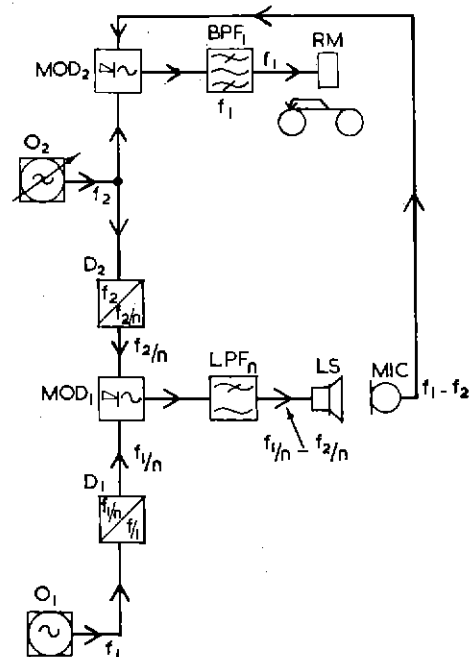 BPF₁
RM
MOD₂
f₁
f₁
O₂
f₂
D₂
f₂
f₂/n
f₂/n
LPFₙ
LS
MIC
MOD₁
f₁ - f₂
f₁/n
f₁/n - f₂/n
D₁
f₁/n
f/₁
O₁
f₁